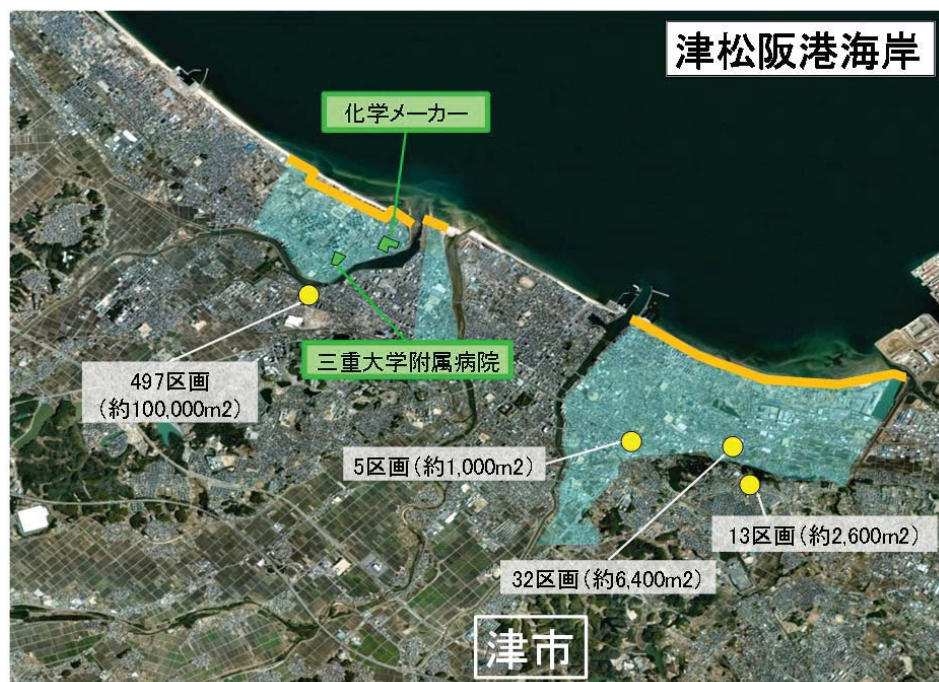 津松阪港海岸
化学メーカー
三重大学附属病院
497区画
（約100,000m2）
5区画（約1,000m2）
13区画（約2,600m2）
32区画（約6,400m2）
津市